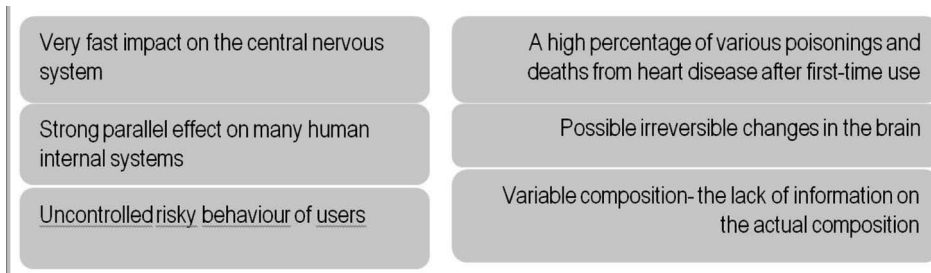 Very fast impact on the central nervous
system
Strong parallel effect on many human
internal systems
Uncontrolled risky behaviour of users
A high percentage of various poisonings and
deaths from heart disease after first-time use
Possible irreversible changes in the brain
Variable composition- the lack of information on
the actual composition